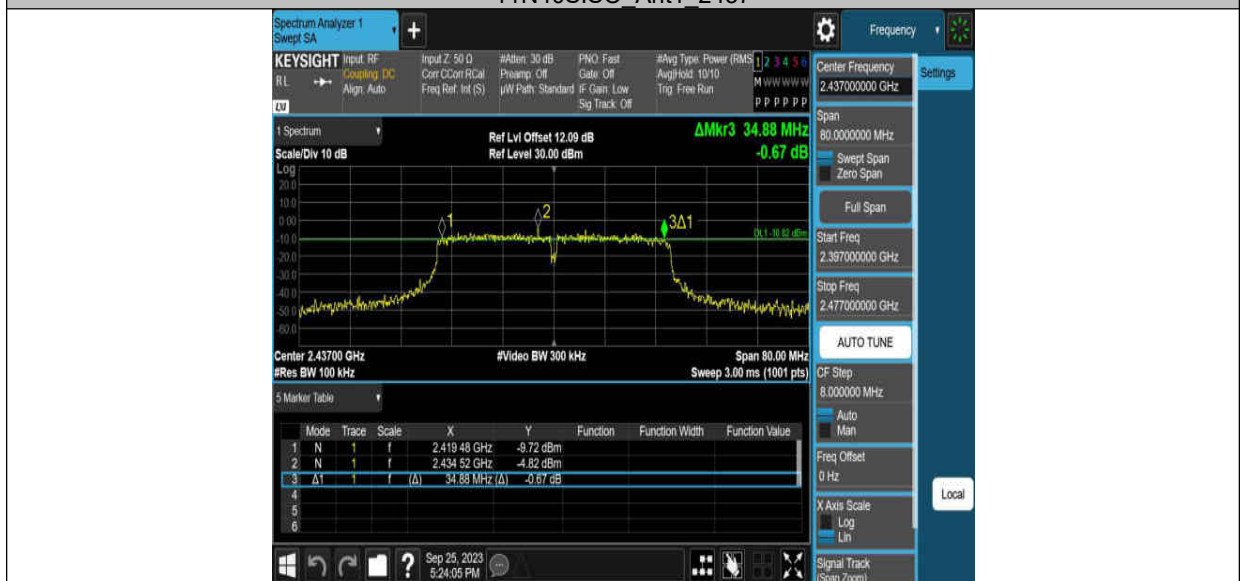 Spectrum Analyzer 1
Swept SA
+
Frequency
KEYSIGHT
RL
Input: RF
Coupling: DC
Align: Auto
Input Z: 50 Ω
Corr CCorr RCal
Freq Ref: Int (S)
#Atten: 30 dB
Preamp: Off
µW Path: Standard
PNO: Fast
Gate: Off
IF Gain: Low
Sig Track: Off
#Avg Type: Power (RMS
Avg|Hold: 10/10
Trig: Free Run
1 2 3 4 5 6
M W W W W W
P P P P P P
1 Spectrum
Scale/Div 10 dB
Ref Lvl Offset 12.09 dB
Ref Level 30.00 dBm
ΔMkr3 34.88 MHz
-0.67 dB
Log
20.0
10.0
0.00
-10.0
-20.0
-30.0
-40.0
-50.0
-60.0
1
2
3Δ1
DL1 -10.82 dBm
Center 2.43700 GHz
#Video BW 300 kHz
Span 80.00 MHz
#Res BW 100 kHz
Sweep 3.00 ms (1001 pts)
5 Marker Table
Mode Trace Scale X Y Function Function Width Function Value
1 N 1 f 2.419 48 GHz -9.72 dBm
2 N 1 f 2.434 52 GHz -4.82 dBm
3 Δ1 1 f (Δ) 34.88 MHz (Δ) -0.67 dB
4
5
6
Sep 25, 2023
5:24:05 PM
Center Frequency
2.437000000 GHz
Settings
Span
80.0000000 MHz
Swept Span
Zero Span
Full Span
Start Freq
2.397000000 GHz
Stop Freq
2.477000000 GHz
AUTO TUNE
CF Step
8.000000 MHz
Auto
Man
Freq Offset
0 Hz
X Axis Scale
Log
Lin
Local
Signal Track
(Span Zoom)